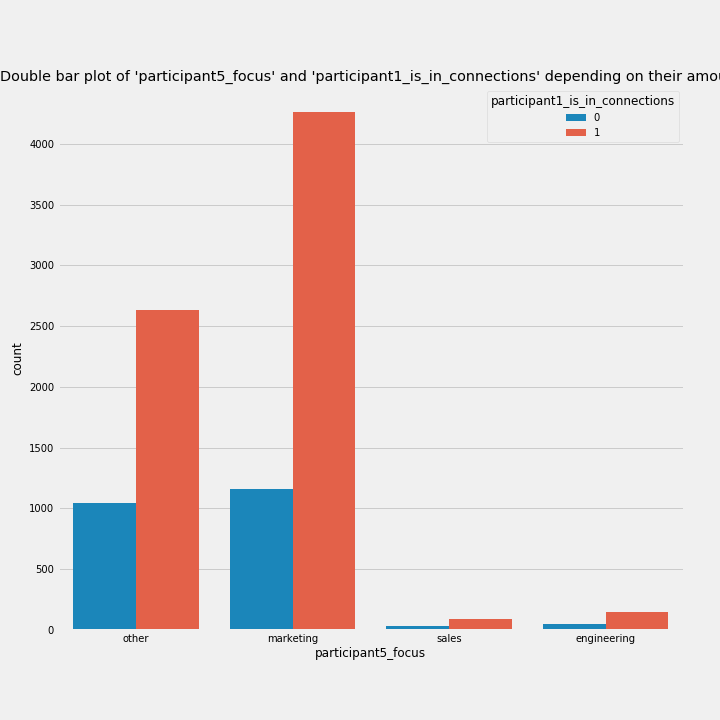 Double bar plot of 'participant5_focus' and 'participant1_is_in_connections' depending on their
participant1_is_in_connections
0
1
4000
3500
3000
2500
2000
1500
1000
500
0
count
other marketing sales engineering
participant5_focus